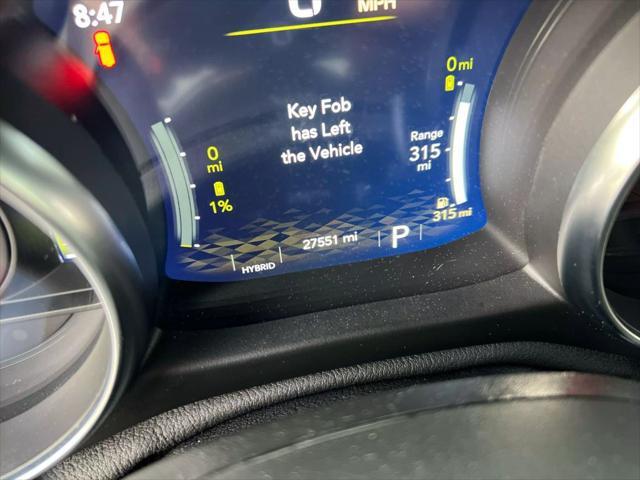 8:47
MPH
0 mi
Key Fob
has Left
the Vehicle
Range
315
mi
0
mi
1%
315 mi
27551 mi
P
HYBRID